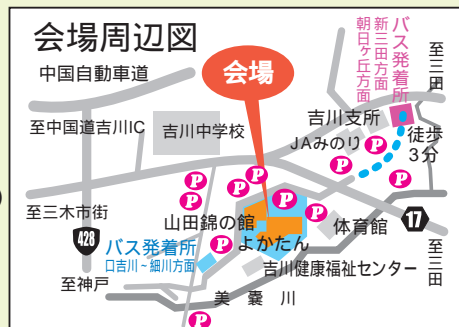 会場周辺図
中国自動車道
会場
バス発着所
新三田方面
朝日ヶ丘方面
至三田
至中国道吉川IC
吉川中学校
吉川支所
JAみのり
徒歩
3分
P
P
P
P
P
P
P
P
P
P
至三木市街
428
山田錦の館
よかたん
体育館
17
バス発着所
口吉川~細川方面
吉川健康福祉センター
至三田
至神戸
美嚢川